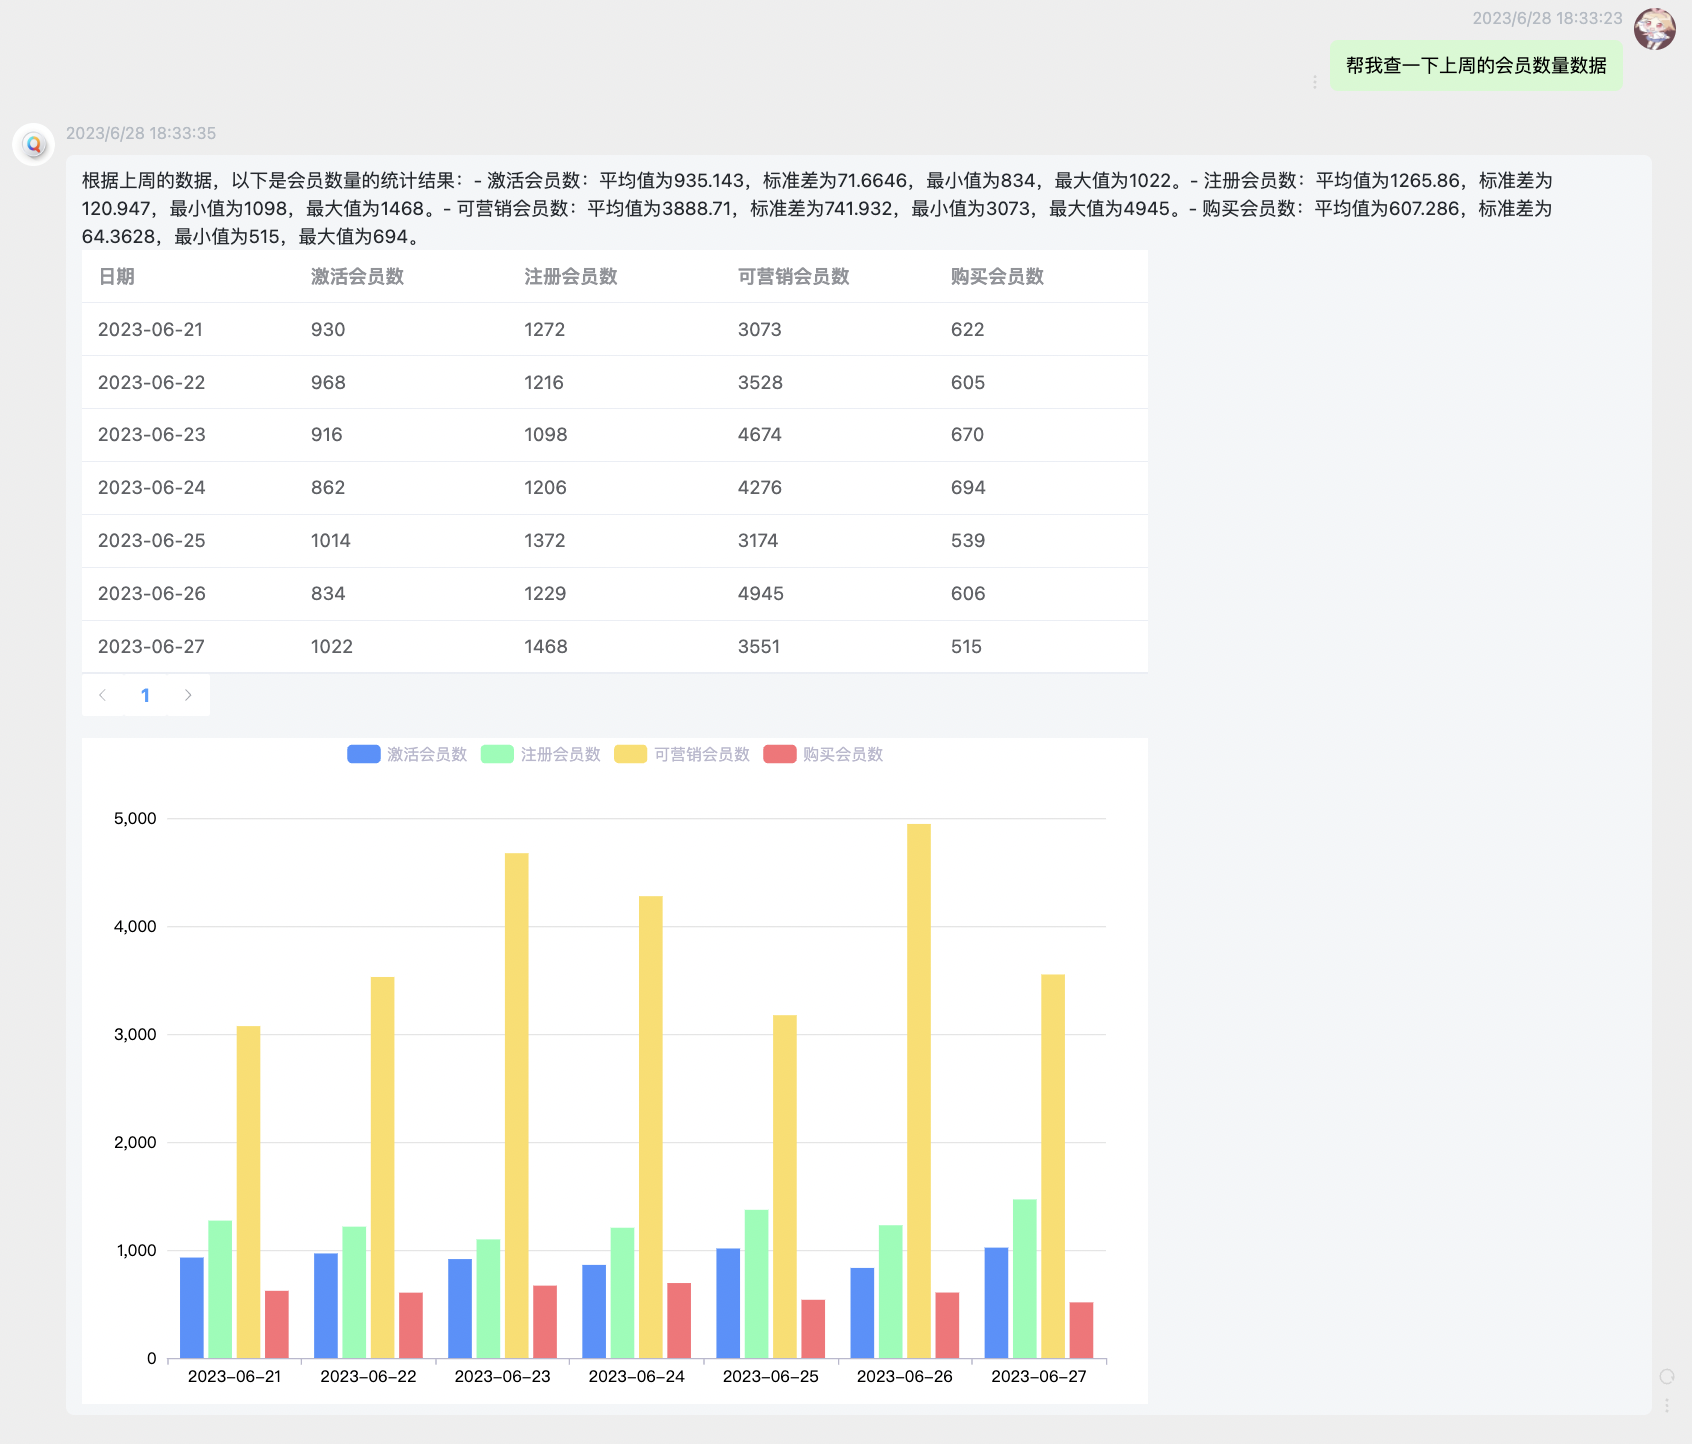 2023/6/28 18:33:23
帮我查一下上周的会员数量数据
2023/6/28 18:33:35
根据上周的数据，以下是会员数量的统计结果：- 激活会员数：平均值为935.143，标准差为71.6646，最小值为834，最大值为1022。- 注册会员数：平均值为1265.86，标准差为
120.947，最小值为1098，最大值为1468。- 可营销会员数：平均值为3888.71，标准差为741.932，最小值为3073，最大值为4945。- 购买会员数：平均值为607.286，标准差为
64.3628，最小值为515，最大值为694。
日期 激活会员数 注册会员数 可营销会员数 购买会员数
2023-06-21 930 1272 3073 622
2023-06-22 968 1216 3528 605
2023-06-23 916 1098 4674 670
2023-06-24 862 1206 4276 694
2023-06-25 1014 1372 3174 539
2023-06-26 834 1229 4945 606
2023-06-27 1022 1468 3551 515
1
激活会员数 注册会员数 可营销会员数 购买会员数
5,000
4,000
3,000
2,000
1,000
0
2023-06-21 2023-06-22 2023-06-23 2023-06-24 2023-06-25 2023-06-26 2023-06-27